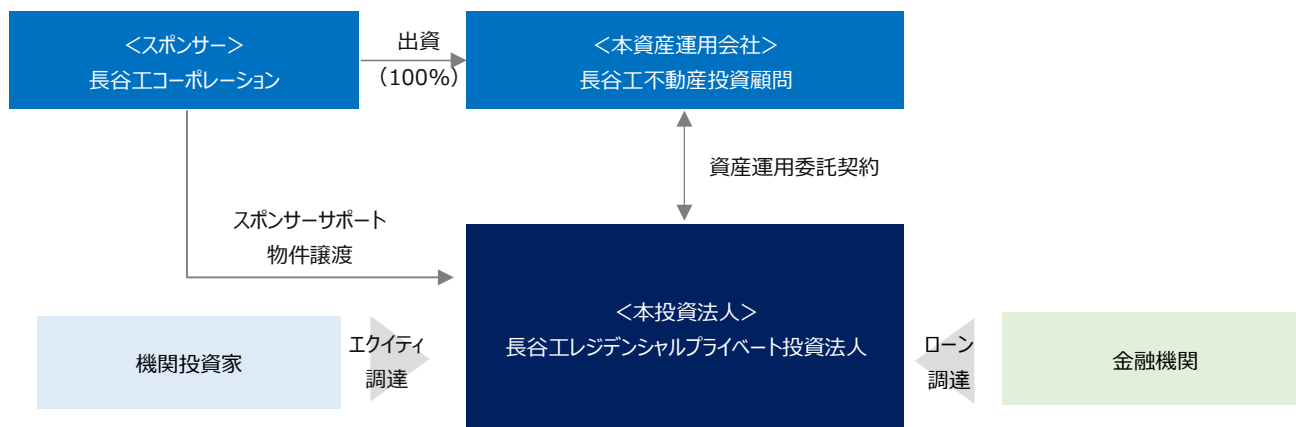 ＜スポンサー＞
長谷工コーポレーション
出資
（100%）
＜本資産運用会社＞
長谷工不動産投資顧問
資産運用委託契約
スポンサーサポート
物件譲渡
＜本投資法人＞
長谷工レジデンシャルプライベート投資法人
機関投資家
エクイティ
調達
ローン
調達
金融機関